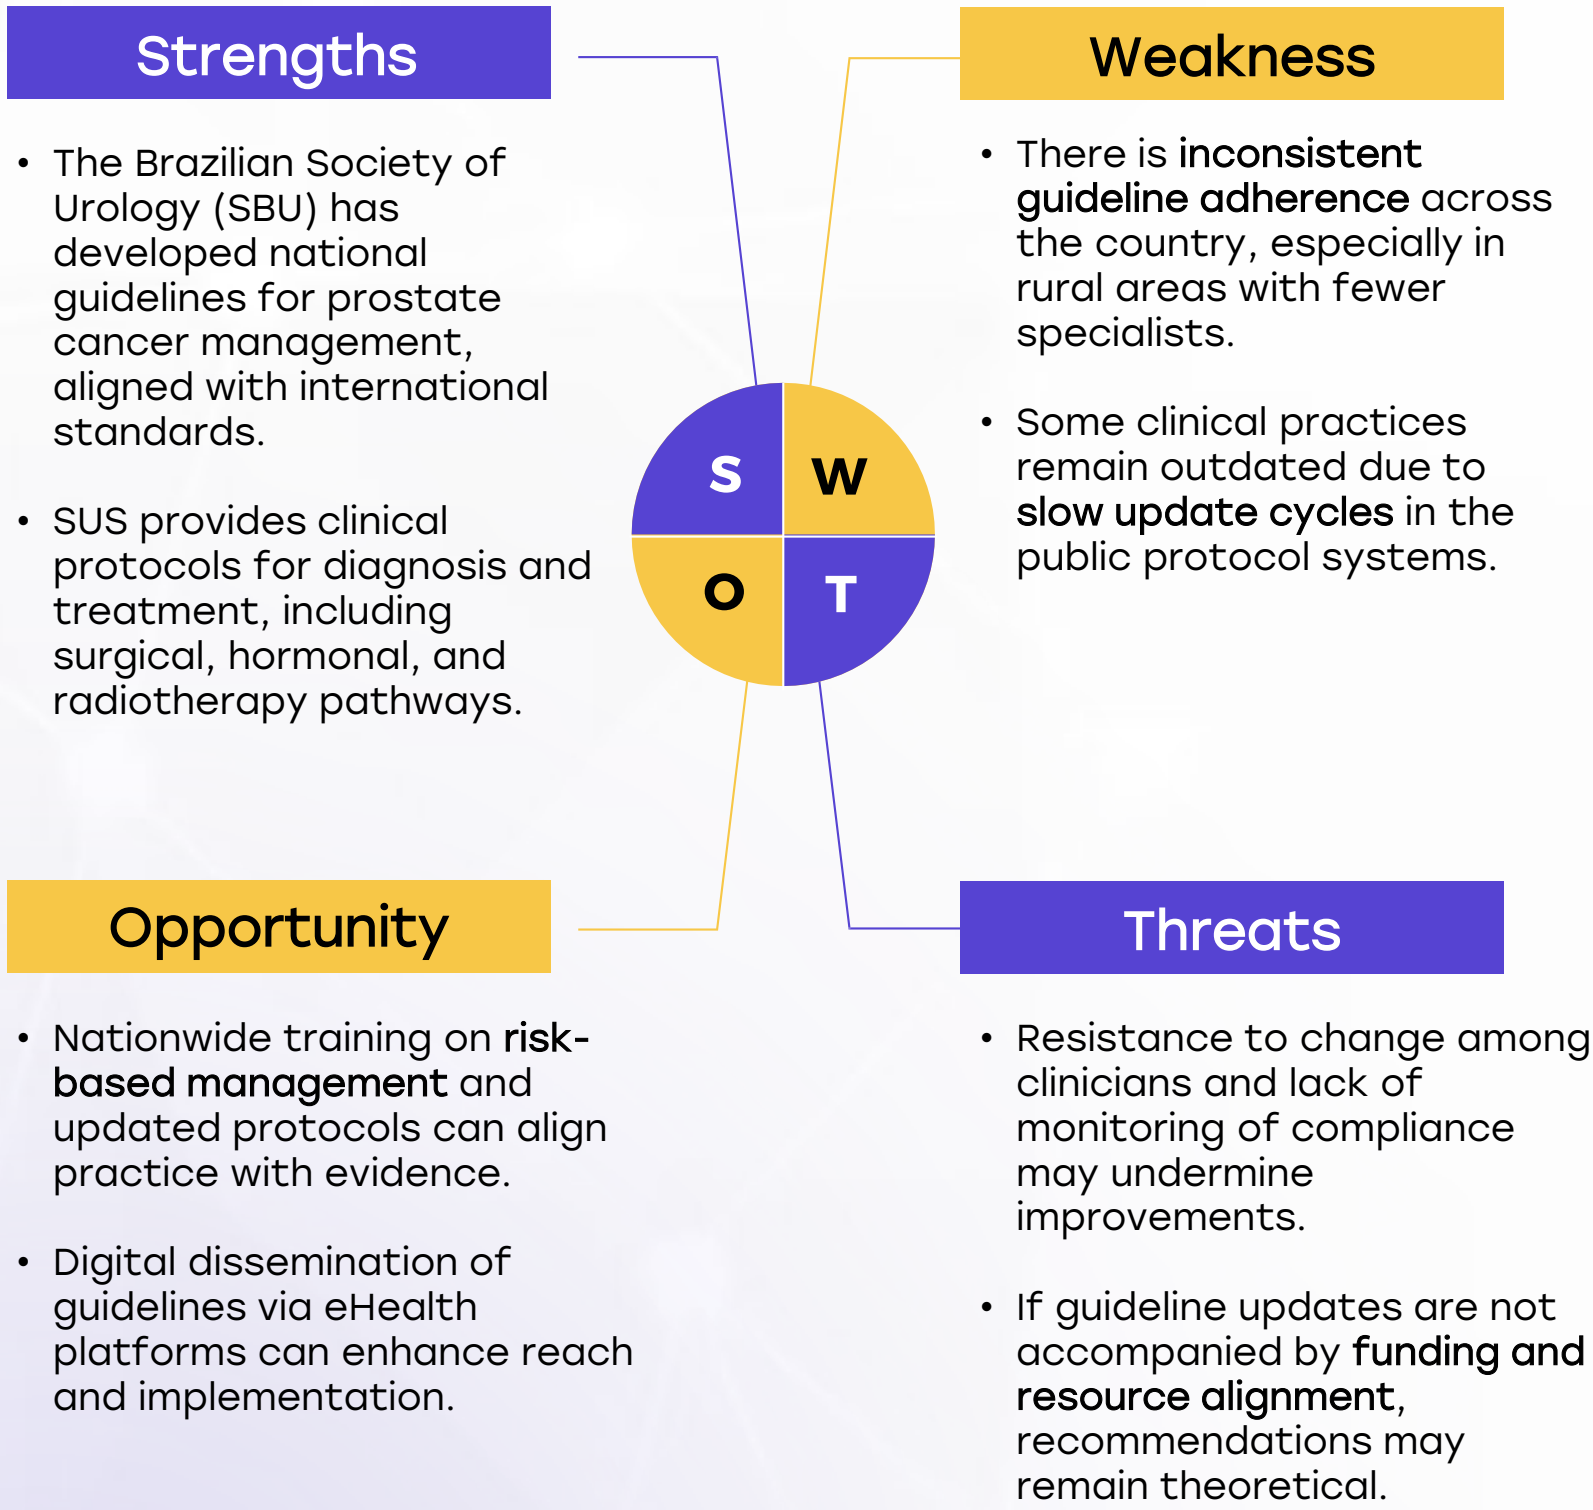 Strengths
• The Brazilian Society of
Urology (SBU) has
developed national
guidelines for prostate
cancer management,
aligned with international
standards.
• SUS provides clinical
protocols for diagnosis and
treatment, including
surgical, hormonal, and
radiotherapy pathways.
Weakness
• There is inconsistent
guideline adherence across
the country, especially in
rural areas with fewer
specialists.
• Some clinical practices
remain outdated due to
slow update cycles in the
public protocol systems.
S
W
O
T
Opportunity
• Nationwide training on risk-
based management and
updated protocols can align
practice with evidence.
• Digital dissemination of
guidelines via eHealth
platforms can enhance reach
and implementation.
Threats
• Resistance to change among
clinicians and lack of
monitoring of compliance
may undermine
improvements.
• If guideline updates are not
accompanied by funding and
resource alignment,
recommendations may
remain theoretical.